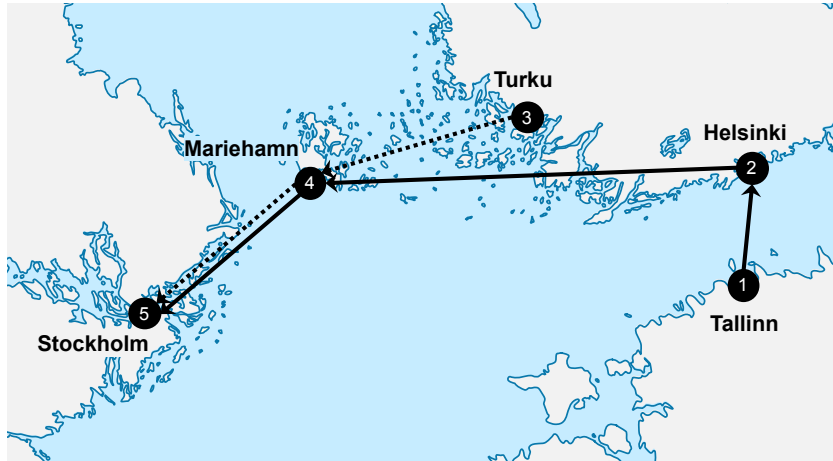 Turku
3
Helsinki
2
Mariehamn
4
1
Tallinn
5
Stockholm